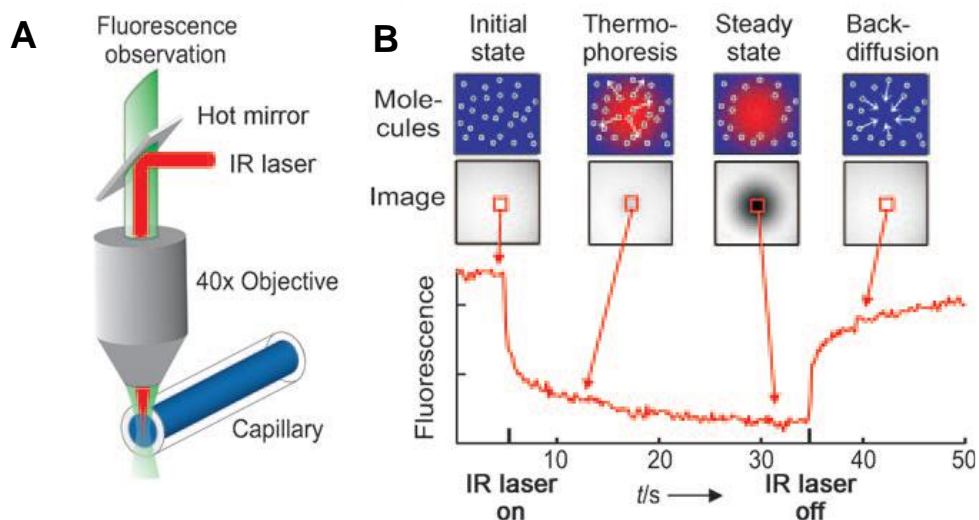 A
Fluorescence
observation
Hot mirror
IR laser
40x Objective
Capillary
B
Initial
state
Thermo-
phoresis
Steady
state
Back-
diffusion
Mole-
cules
Image
Fluorescence
10
20
30
40
50
IR laser
on
t/s
IR laser
off